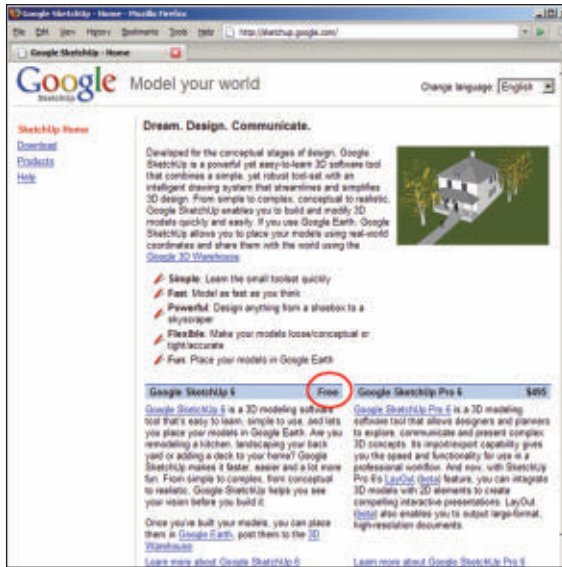 Google SketchUp - Home - Mozilla Firefox
File Edit View History Bookmarks Tools Help http://sketchup.google.com/
Google SketchUp - Home
Google Model your world
SketchUp
Change language: English
SketchUp Home
Download
Products
Help
Dream. Design. Communicate.
Developed for the conceptual stages of design, Google
SketchUp is a powerful yet easy-to-learn 3D software tool
that combines a simple, yet robust tool-set with an
intelligent drawing system that streamlines and simplifies
3D design. From simple to complex, conceptual to realistic,
Google SketchUp enables you to build and modify 3D
models quickly and easily. If you use Google Earth, Google
SketchUp allows you to place your models using real-world
coordinates and share them with the world using the
Google 3D Warehouse
Simple: Learn the small toolset quickly
Fast: Model as fast as you think
Powerful: Design anything from a shoebox to a
skyscraper
Flexible: Make your models loose/conceptual or
tight/accurate
Fun: Place your models in Google Earth
Google SketchUp 6 Free
Google SketchUp 6 is a 3D modeling software
tool that's easy to learn, simple to use, and lets
you place your models in Google Earth. Are you
remodeling a kitchen, landscaping your back
yard or adding a deck to your home? Google
SketchUp makes it faster, easier and a lot more
fun. From simple to complex, from conceptual
to realistic, Google SketchUp helps you see
your vision before you build it.
Once you've built your models, you can place
them in Google Earth, post them to the 3D
Warehouse
Learn more about Google SketchUp 6
Google SketchUp Pro 6 $495
Google SketchUp Pro 6 is a 3D modeling
software tool that allows designers and planners
to explore, communicate and present complex
3D concepts. Its import/export capability gives
you the speed and functionality for use in a
professional workflow. And now, with SketchUp
Pro 6's LayOut (beta) feature, you can integrate
3D models with 2D elements to create
compelling interactive presentations. LayOut
(beta) also enables you to output large-format,
high-resolution documents.
Learn more about Google SketchUp Pro 6